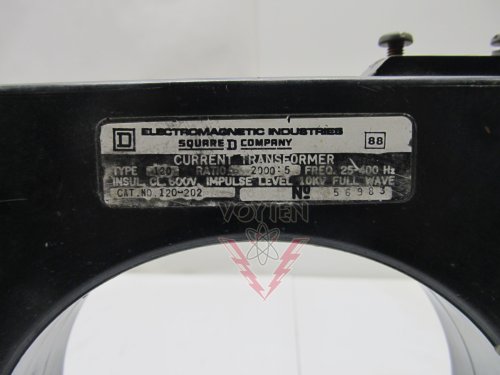 D ELECTROMAGNETIC INDUSTRIES
SQUARE D COMPANY
88
CURRENT TRANSFORMER
TYPE 120 RATIO 2000:5 FREQ. 25-400 Hz
INSUL CL. 600V IMPULSE LEVEL 10KV FULL WAVE
CAT. NO. 120-202 No 56983
VOYTEN